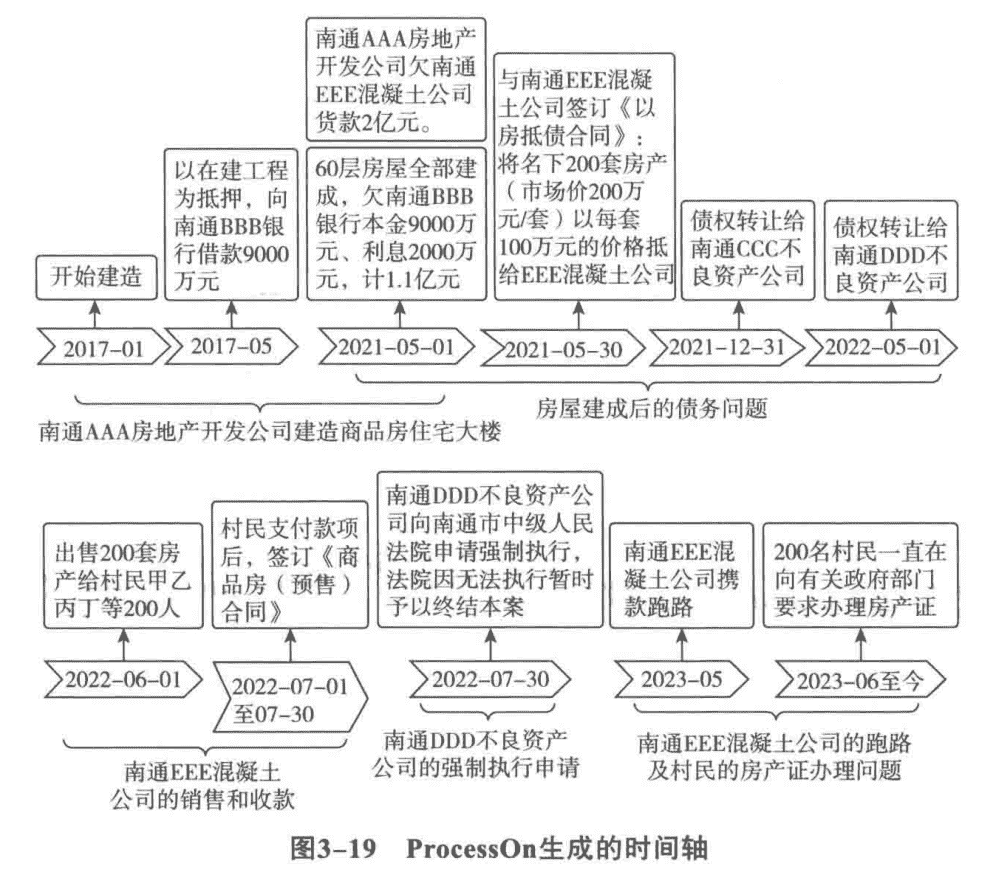 南通AAA房地产
开发公司欠南通
EEE混凝土公司
货款2亿元。
以在建工程
为抵押，向
南通BBB银
行借款9000
万元
60层房屋全部建
成，欠南通BBB
银行本金9000万
元、利息2000万
元，计1.1亿元
与南通EEE混凝
土公司签订《以
房抵债合同》：
将名下200套房产
（市场价200万
元/套）以每套
100万元的价格抵
给EEE混凝土公司
开始建造
债权转让给
南通CCC不
良资产公司
债权转让给
南通DDD不
良资产公司
2017-01
2017-05
2021-05-01
2021-05-30
2021-12-31
2022-05-01
南通AAA房地产开发公司建造商品房住宅大楼
房屋建成后的债务问题
出售200套房
产给村民甲乙
丙丁等200人
村民支付款项
后，签订《商
品房（预售）
合同》
南通DDD不良资产公
司向南通市中级人民
法院申请强制执行，
法院因无法执行暂时
予以终结本案
南通EEE混
凝土公司携
款跑路
200名村民一直在
向有关政府部门
要求办理房产证
2022-06-01
2022-07-01
至07-30
2022-07-30
2023-05
2023-06至今
南通EEE混凝土
公司的销售和收款
南通DDD不良资产
公司的强制执行申请
南通EEE混凝土公司的跑路
及村民的房产证办理问题
图3-19 ProcessOn生成的时间轴